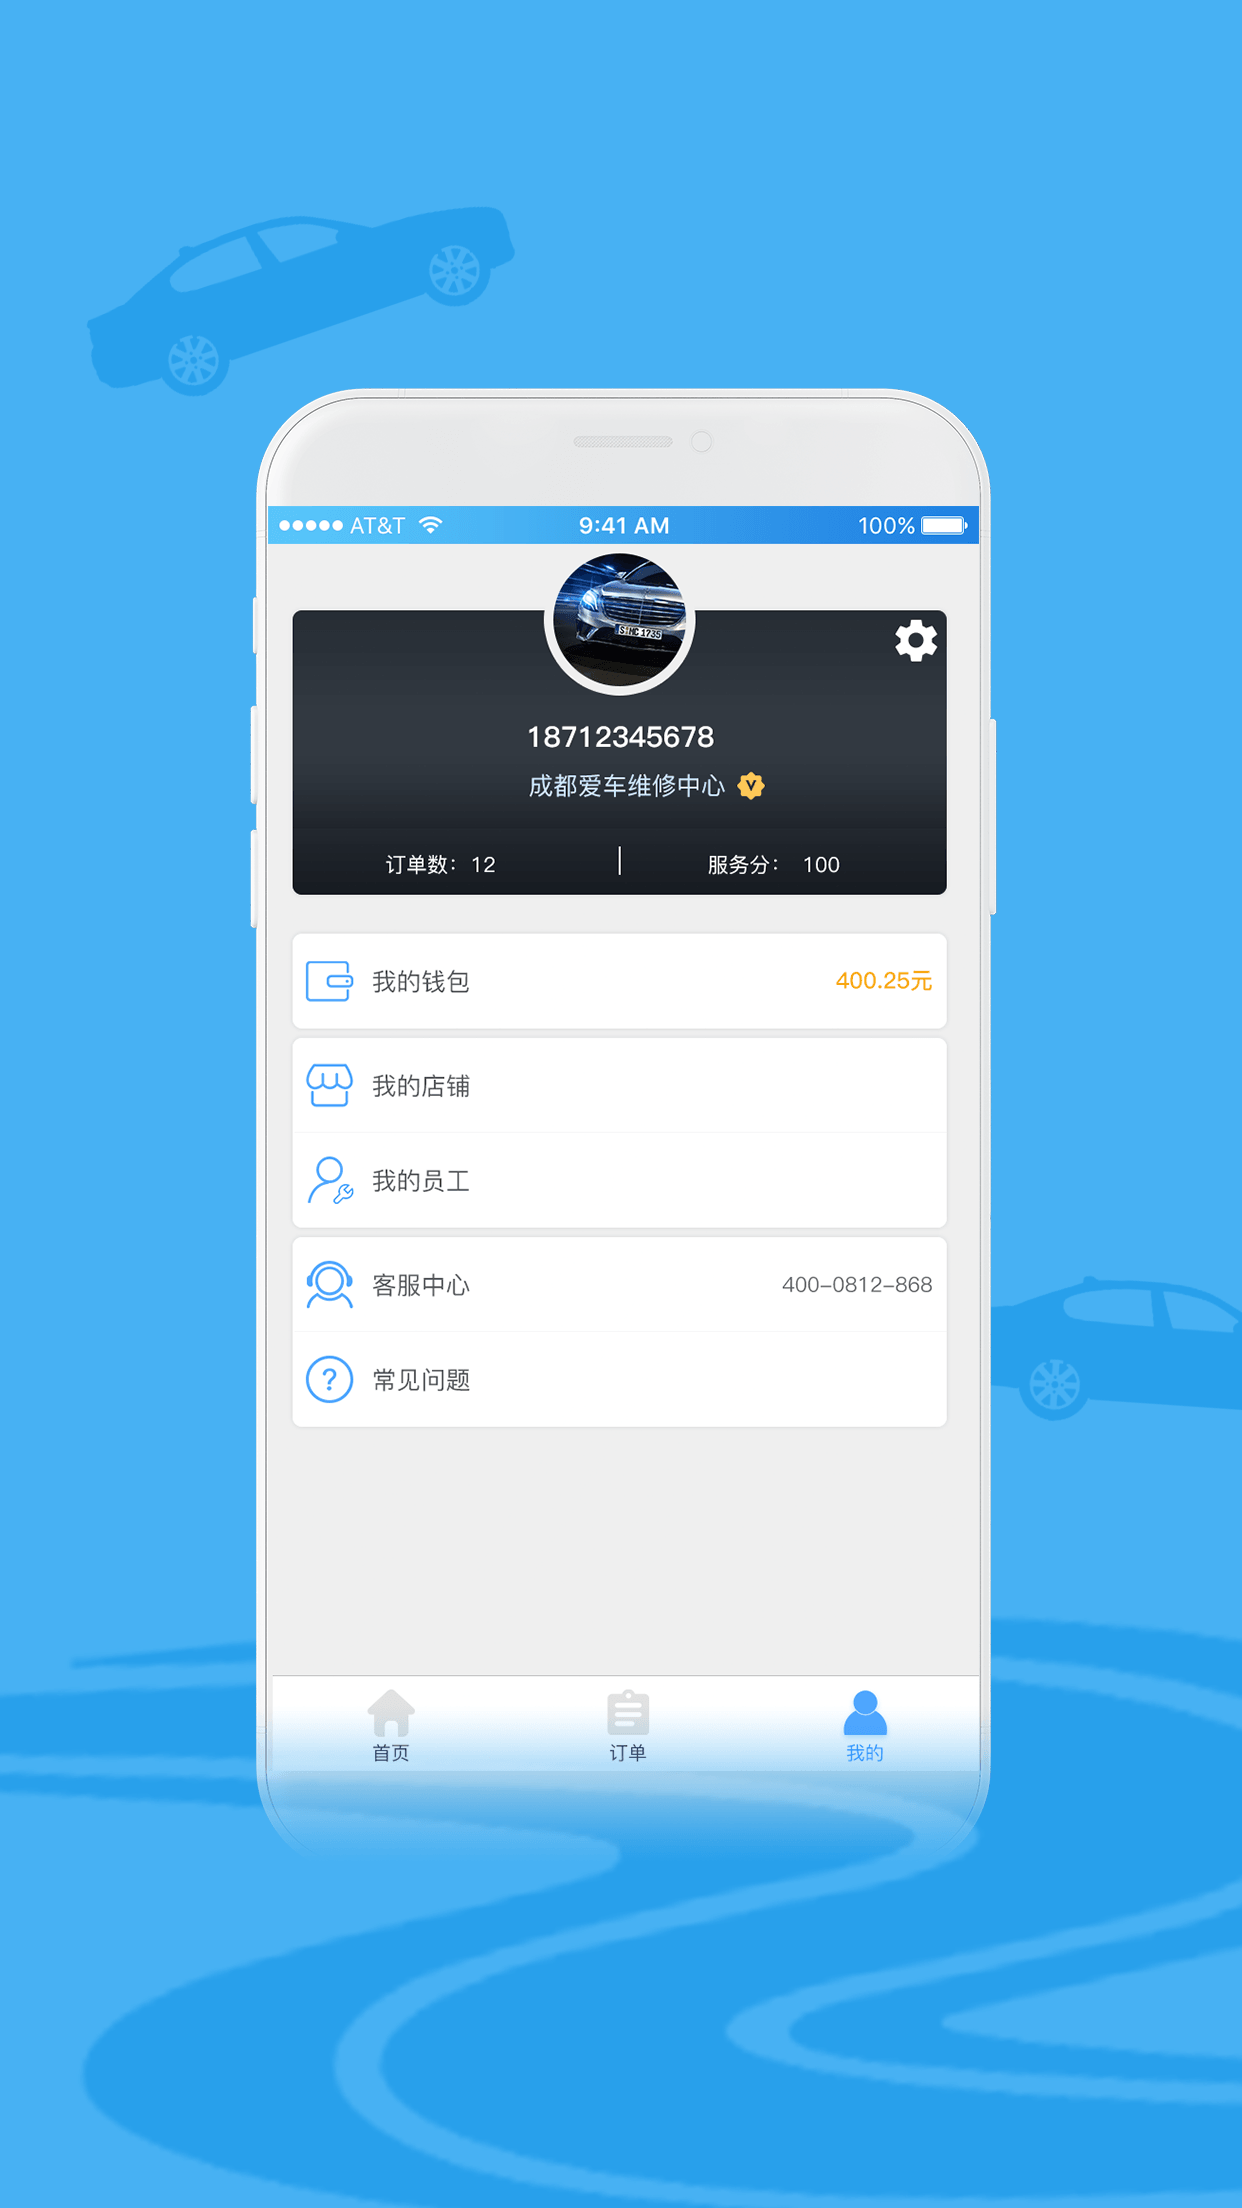 AT&T 9:41 AM 100%
S MC 1735
18712345678
成都爱车维修中心 V
订单数： 12 服务分： 100
我的钱包 400.25元
我的店铺
我的员工
客服中心 400-0812-868
? 常见问题
首页 订单 我的